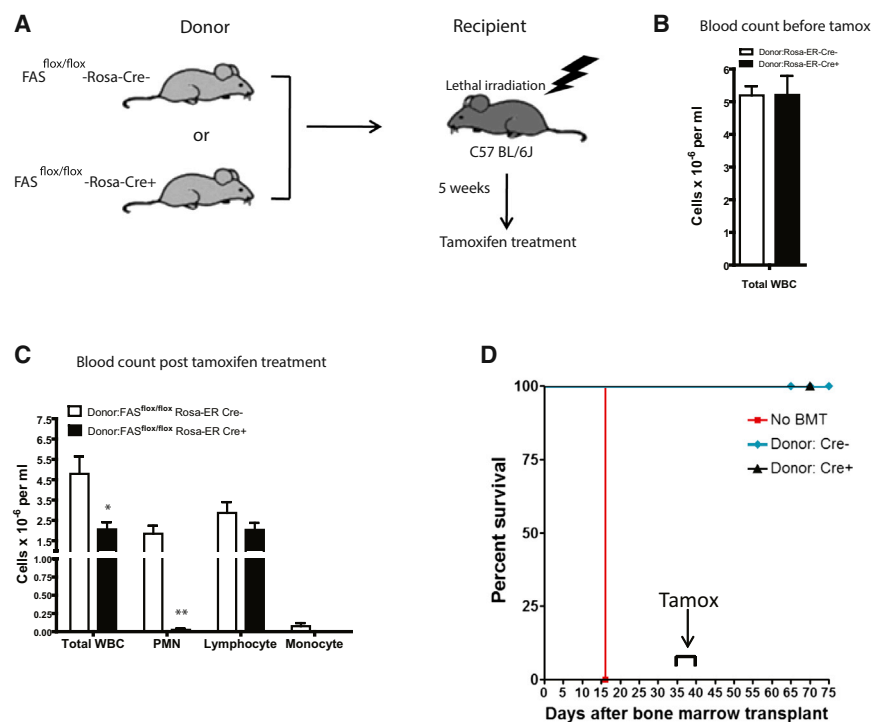 A
Donor
Recipient
FAS flox/flox -Rosa-Cre-
or
FAS flox/flox -Rosa-Cre+
Lethal irradiation
C57 BL/6J
5 weeks
Tamoxifen treatment
B
Blood count before tamox
Donor:Rosa-ER-Cre-
Donor:Rosa-ER-Cre+
Cells x 10-6 per ml
6
5
4
3
2
1
0
Total WBC
C
Blood count post tamoxifen treatment
Donor:FASflox/flox Rosa-ER Cre-
Donor:FASflox/flox Rosa-ER Cre+
Cells x 10-6 per ml
7.5
6.5
5.5
4.5
3.5
2.5
1.5
1.00
0.75
0.50
0.25
0.00
*
**
Total WBC PMN Lymphocyte Monocyte
D
Percent survival
100
75
50
25
0
No BMT
Donor: Cre-
Donor: Cre+
Tamox
0 5 10 15 20 25 30 35 40 45 50 55 60 65 70 75
Days after bone marrow transplant